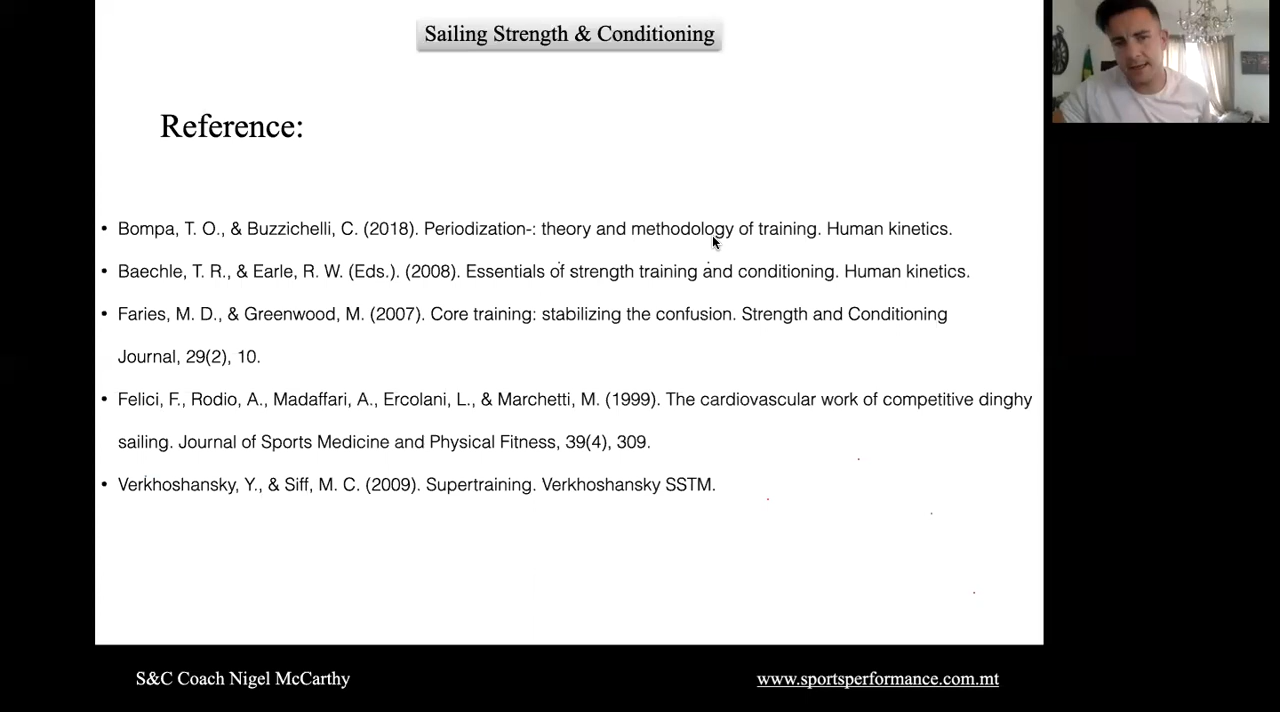 Sailing Strength & Conditioning
Reference:
• Bompa, T. O., & Buzzichelli, C. (2018). Periodization-: theory and methodology of training. Human kinetics.
• Baechle, T. R., & Earle, R. W. (Eds.). (2008). Essentials of strength training and conditioning. Human kinetics.
• Faries, M. D., & Greenwood, M. (2007). Core training: stabilizing the confusion. Strength and Conditioning
Journal, 29(2), 10.
• Felici, F., Rodio, A., Madaffari, A., Ercolani, L., & Marchetti, M. (1999). The cardiovascular work of competitive dinghy
sailing. Journal of Sports Medicine and Physical Fitness, 39(4), 309.
• Verkhoshansky, Y., & Siff, M. C. (2009). Supertraining. Verkhoshansky SSTM.
S&C Coach Nigel McCarthy
www.sportsperformance.com.mt